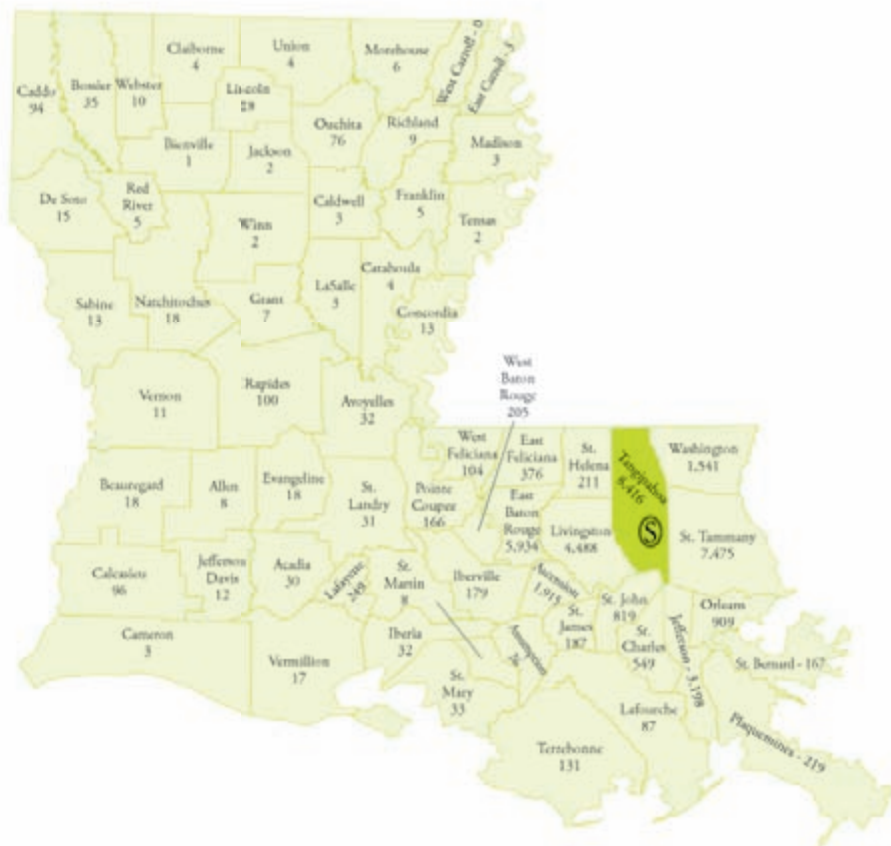 Claiborne
4
Union
4
Morehouse
6
West Carroll - 0
East Carroll - 3
Caddo
94
Bossier
35
Webster
10
Lincoln
28
Ouchita
76
Richland
9
Madison
3
Bienville
1
Jackson
2
De Soto
15
Red
River
5
Winn
2
Caldwell
3
Franklin
5
Tensas
2
Sabine
13
Natchitoches
18
Grant
7
LaSalle
3
Catahoula
4
Concordia
13
Vernon
11
Rapides
100
Avoyelles
32
West
Baton
Rouge
205
West
Feliciana
104
East
Feliciana
376
St.
Helena
211
Tangipahoa
6,416
S
Washington
1,541
Beauregard
18
Allen
8
Evangeline
18
St.
Landry
31
Pointe
Coupee
166
East
Baton
Rouge
5,934
Livingston
4,488
St. Tammany
7,475
Calcasieu
96
Jefferson
Davis
12
Acadia
30
Lafayette
249
St.
Martin
8
Iberville
179
Ascension
1,915
St.
James
187
St. John
819
St.
Charles
549
Jefferson - 3,198
Orleans
909
St. Bernard - 167
Plaquemines - 219
Cameron
3
Vermillion
17
Iberia
32
St.
Mary
33
Assumption
Lafourche
87
Terrebonne
131